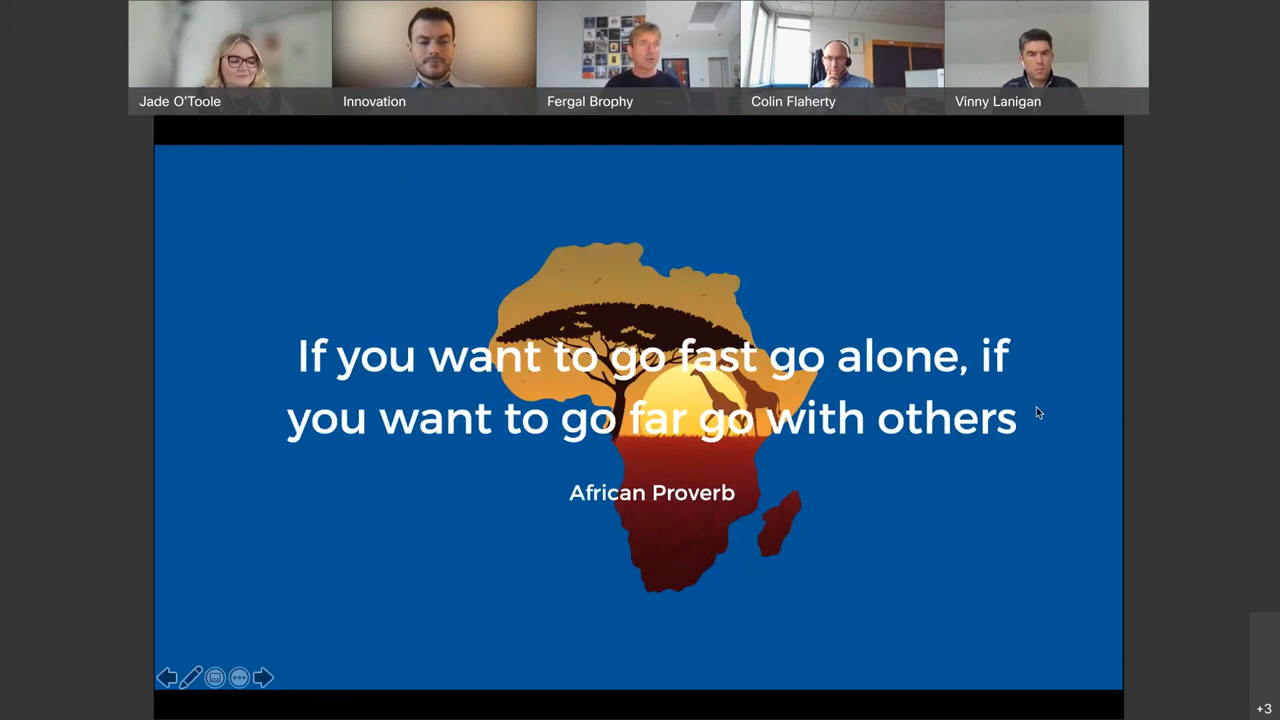 Jade O'Toole
Innovation
Fergal Brophy
Colin Flaherty
Vinny Lanigan
If you want to go fast go alone, if
you want to go far go with others
African Proverb
+3